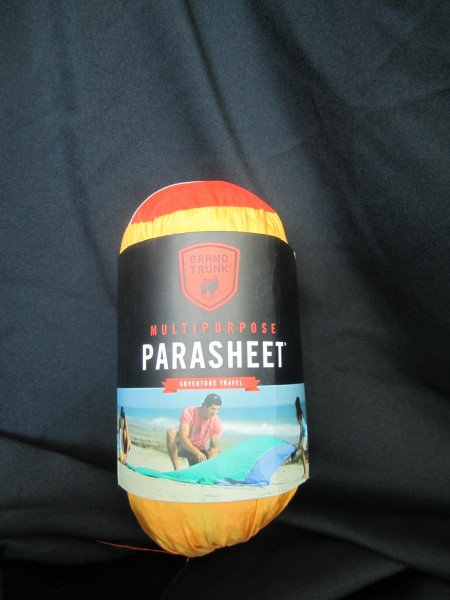 GRAND
TRUNK
MULTIPURPOSE
PARASHEET
ADVENTURE TRAVEL